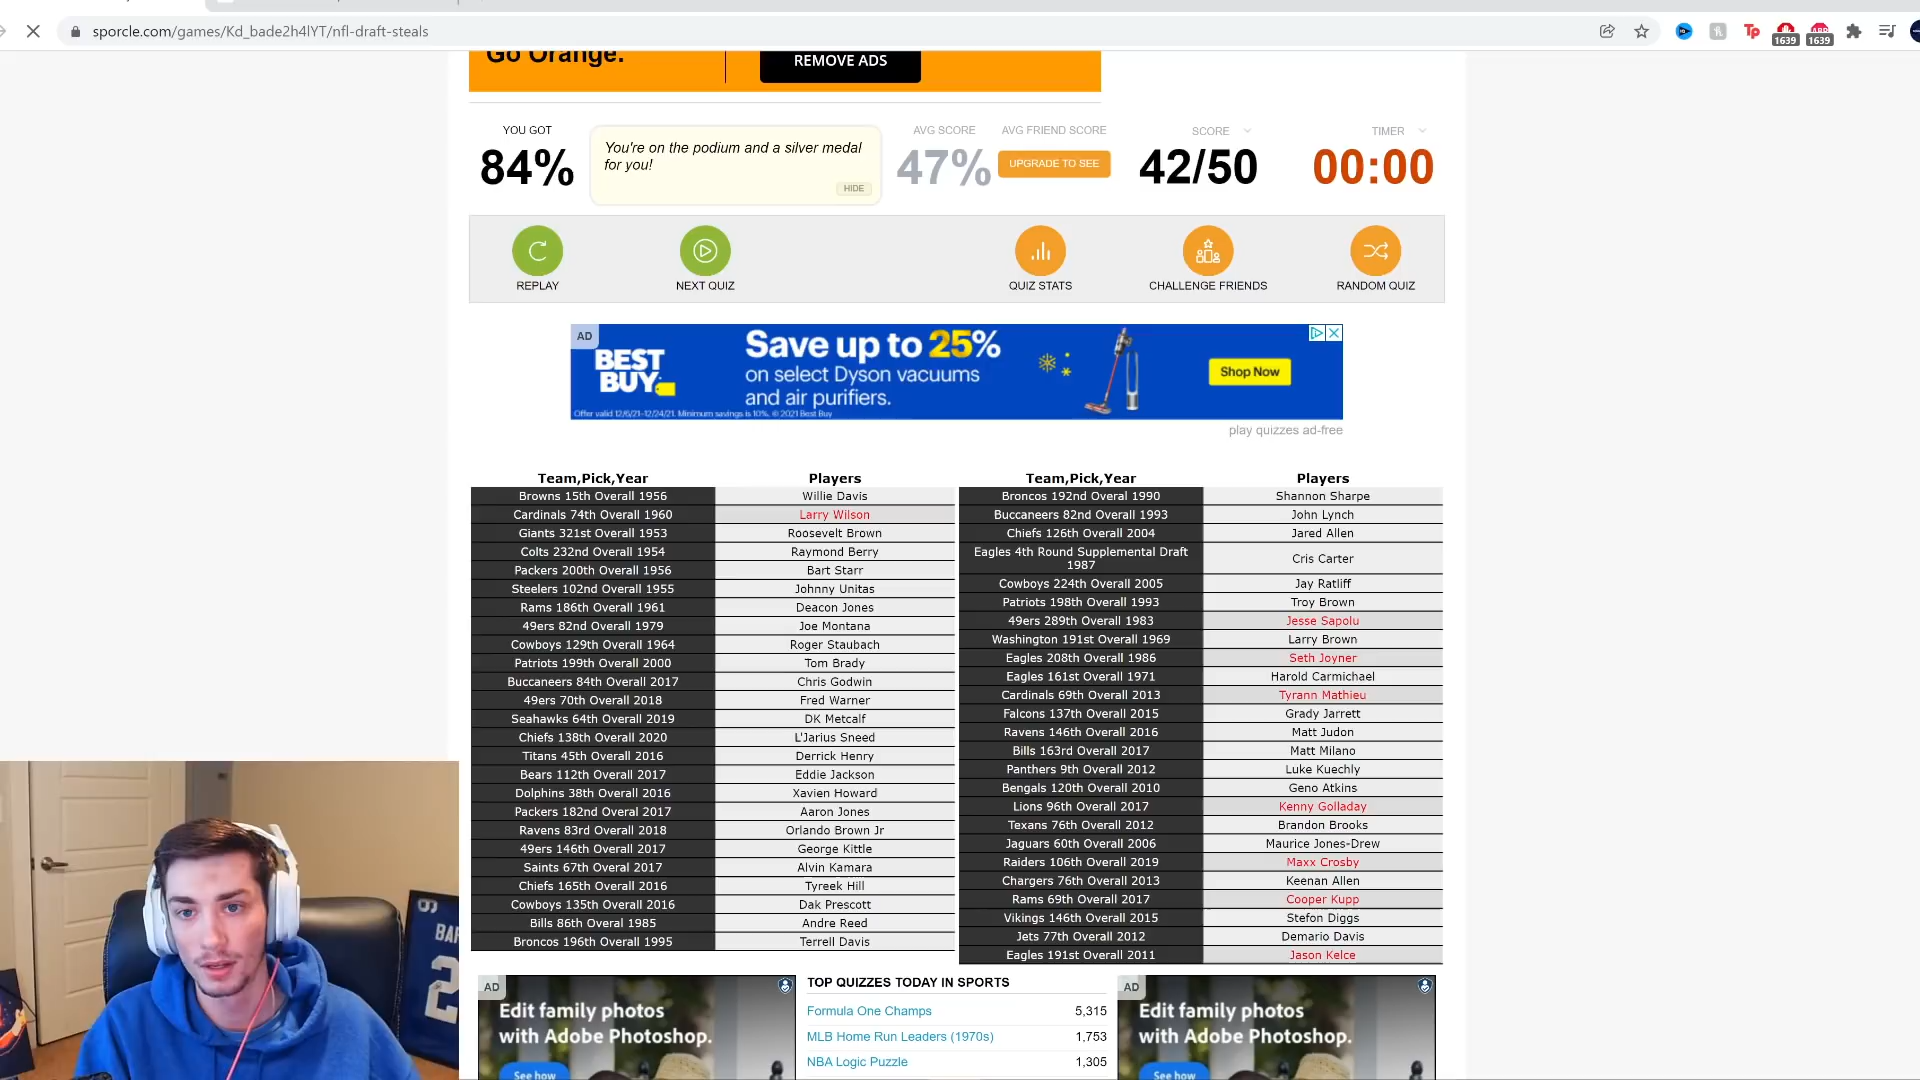 sporcle.com/games/Kd_bade2h4lYT/nfl-draft-steals
1639
1639
Go Orange.
REMOVE ADS
YOU GOT
84%
You're on the podium and a silver medal
for you!
HIDE
AVG SCORE
47%
AVG FRIEND SCORE
UPGRADE TO SEE
SCORE
42/50
TIMER
00:00
REPLAY
NEXT QUIZ
QUIZ STATS
CHALLENGE FRIENDS
RANDOM QUIZ
AD
BEST
BUY
Save up to 25%
on select Dyson vacuums
and air purifiers.
Offer valid 12/6/21-12/24/21. Minimum savings is 10%. © 2021 Best Buy
Shop Now
play quizzes ad-free
Team,Pick,Year Players
Browns 15th Overall 1956 Willie Davis
Cardinals 74th Overall 1960 Larry Wilson
Giants 321st Overall 1953 Roosevelt Brown
Colts 232nd Overall 1954 Raymond Berry
Packers 200th Overall 1956 Bart Starr
Steelers 102nd Overall 1955 Johnny Unitas
Rams 186th Overall 1961 Deacon Jones
49ers 82nd Overall 1979 Joe Montana
Cowboys 129th Overall 1964 Roger Staubach
Patriots 199th Overall 2000 Tom Brady
Buccaneers 84th Overall 2017 Chris Godwin
49ers 70th Overall 2018 Fred Warner
Seahawks 64th Overall 2019 DK Metcalf
Chiefs 138th Overall 2020 L'Jarius Sneed
Titans 45th Overall 2016 Derrick Henry
Bears 112th Overall 2017 Eddie Jackson
Dolphins 38th Overall 2016 Xavien Howard
Packers 182nd Overal 2017 Aaron Jones
Ravens 83rd Overall 2018 Orlando Brown Jr
49ers 146th Overall 2017 George Kittle
Saints 67th Overal 2017 Alvin Kamara
Chiefs 165th Overall 2016 Tyreek Hill
Cowboys 135th Overall 2016 Dak Prescott
Bills 86th Overal 1985 Andre Reed
Broncos 196th Overall 1995 Terrell Davis
Team,Pick,Year Players
Broncos 192nd Overal 1990 Shannon Sharpe
Buccaneers 82nd Overall 1993 John Lynch
Chiefs 126th Overall 2004 Jared Allen
Eagles 4th Round Supplemental Draft
1987 Cris Carter
Cowboys 224th Overall 2005 Jay Ratliff
Patriots 198th Overall 1993 Troy Brown
49ers 289th Overall 1983 Jesse Sapolu
Washington 191st Overall 1969 Larry Brown
Eagles 208th Overall 1986 Seth Joyner
Eagles 161st Overall 1971 Harold Carmichael
Cardinals 69th Overall 2013 Tyrann Mathieu
Falcons 137th Overall 2015 Grady Jarrett
Ravens 146th Overall 2016 Matt Judon
Bills 163rd Overall 2017 Matt Milano
Panthers 9th Overall 2012 Luke Kuechly
Bengals 120th Overall 2010 Geno Atkins
Lions 96th Overall 2017 Kenny Golladay
Texans 76th Overall 2012 Brandon Brooks
Jaguars 60th Overall 2006 Maurice Jones-Drew
Raiders 106th Overall 2019 Maxx Crosby
Chargers 76th Overall 2013 Keenan Allen
Rams 69th Overall 2017 Cooper Kupp
Vikings 146th Overall 2015 Stefon Diggs
Jets 77th Overall 2012 Demario Davis
Eagles 191st Overall 2011 Jason Kelce
AD
Edit family photos
with Adobe Photoshop.
See how
TOP QUIZZES TODAY IN SPORTS
Formula One Champs 5,315
MLB Home Run Leaders (1970s) 1,753
NBA Logic Puzzle 1,305
AD
Edit family photos
with Adobe Photoshop.
See how